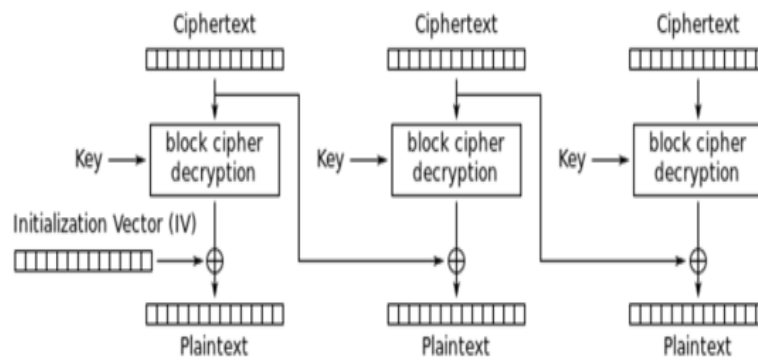 Ciphertext
Ciphertext
Ciphertext
Key
block cipher
decryption
Key
block cipher
decryption
Key
block cipher
decryption
Initialization Vector (IV)
Plaintext
Plaintext
Plaintext